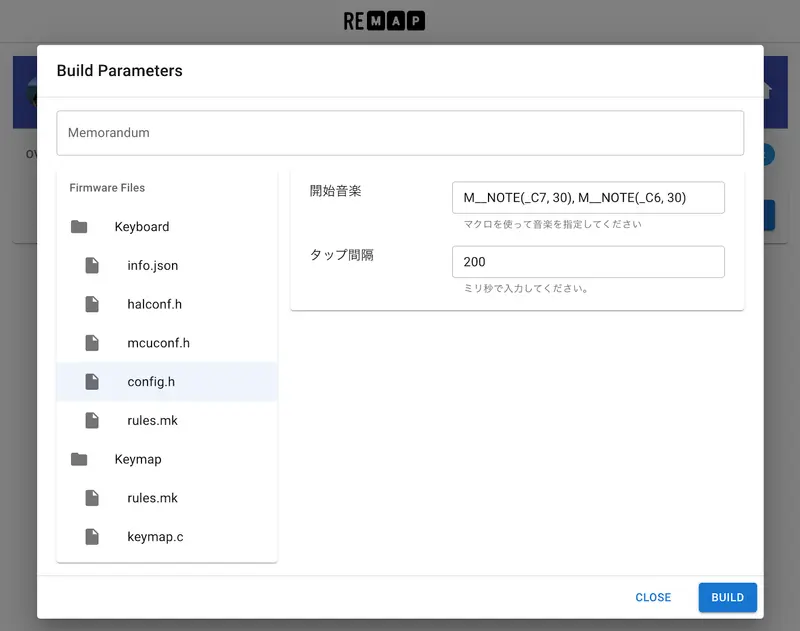 REMAP
Build Parameters
OV
Memorandum
Firmware Files
Keyboard
info.json
halconf.h
mcuconf.h
config.h
rules.mk
Keymap
rules.mk
keymap.c
開始音楽
M__NOTE(_C7, 30), M__NOTE(_C6, 30)
マクロを使って音楽を指定してください
タップ間隔
200
ミリ秒で入力してください。
CLOSE
BUILD